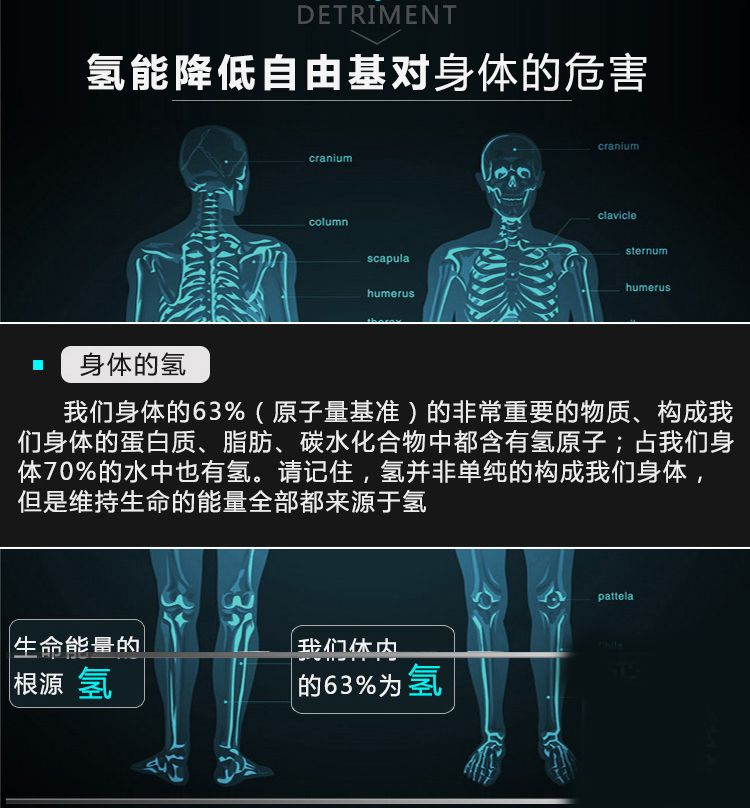 DETRIMENT
氢能降低自由基对身体的危害
cranium
cranium
column
clavicle
scapula
sternum
humerus
humerus
thorax
身体的氢
我们身体的63%（原子量基准）的非常重要的物质、构成我
们身体的蛋白质、脂肪、碳水化合物中都含有氢原子；占我们身
体70%的水中也有氢。请记住，氢并非单纯的构成我们身体，
但是维持生命的能量全部都来源于氢
pattela
生命能量的
根源 氢
我们体内
的63%为氢